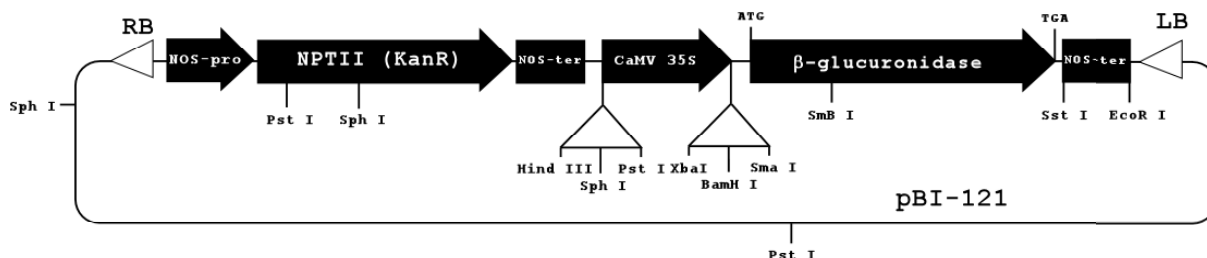 ATG
TGA
RB
LB
NOS-pro
NPTII (KanR)
NOS-ter
CaMV 35S
β-glucuronidase
NOS-ter
Sph I
Pst I
Sph I
SmB I
Sst I
EcoR I
Hind III
Pst I
XbaI
Sma I
Sph I
BamH I
pBI-121
Pst I